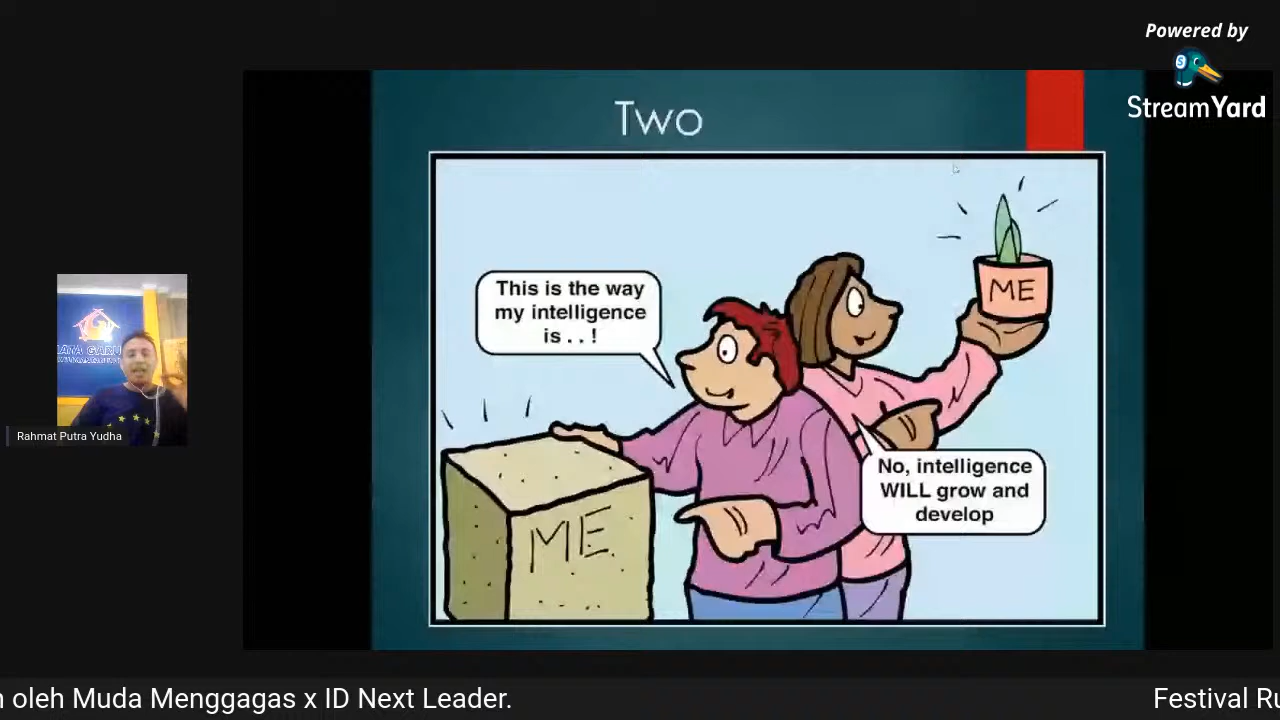 Powered by
StreamYard
Two
This is the way
my intelligence
is . . !
ME
No, intelligence
WILL grow and
develop
ME
Rahmat Putra Yudha
oleh Muda Menggagas x ID Next Leader.
Festival